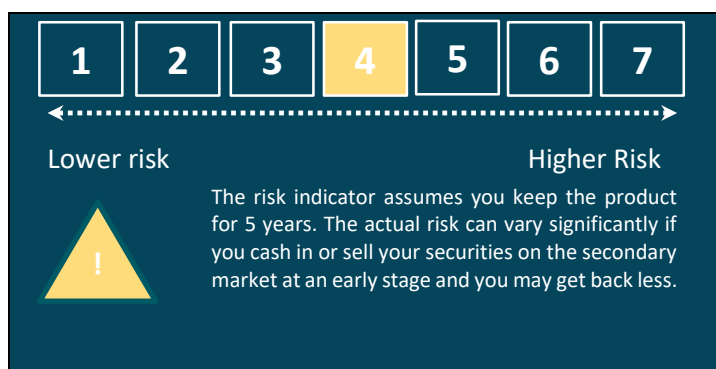 1 2 3 4 5 6 7
Lower risk Higher Risk
The risk indicator assumes you keep the product
for 5 years. The actual risk can vary significantly if
you cash in or sell your securities on the secondary
market at an early stage and you may get back less.
!